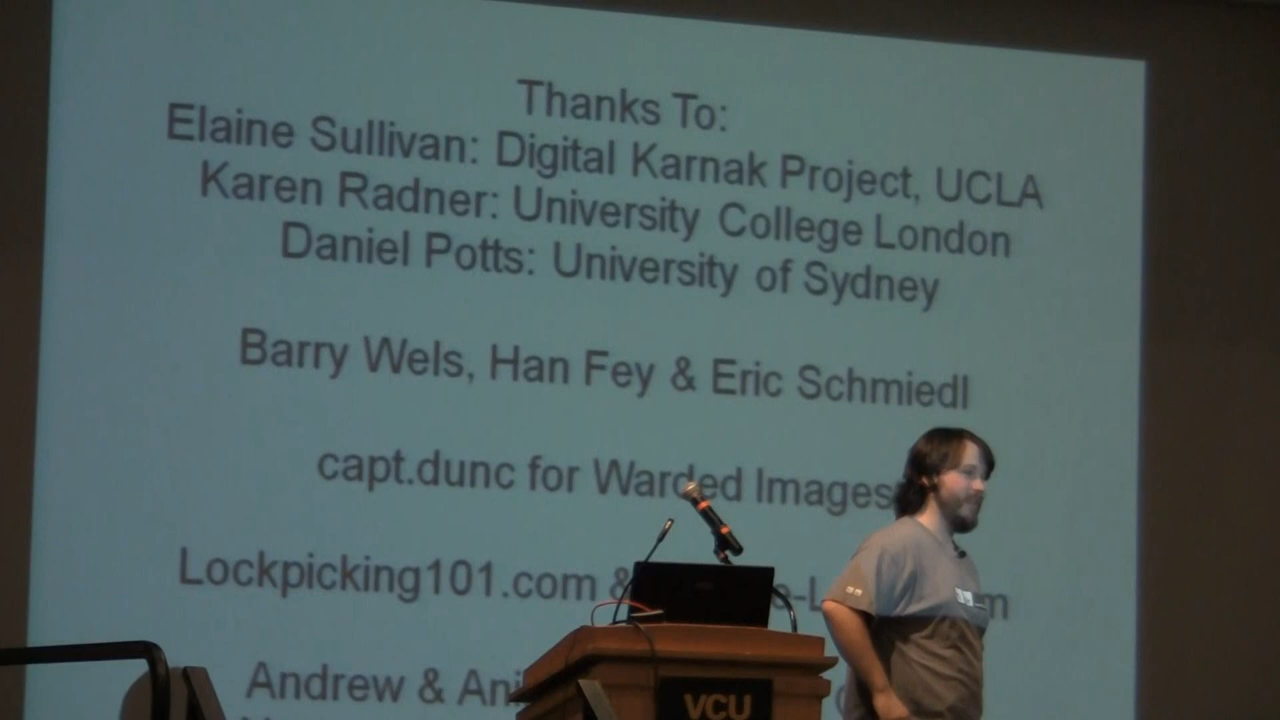 Thanks To:
Elaine Sullivan: Digital Karnak Project, UCLA
Karen Radner: University College London
Daniel Potts: University of Sydney
Barry Wels, Han Fey & Eric Schmiedl
capt.dunc for Warded Images
Lockpicking101.com &
Andrew &
VCU